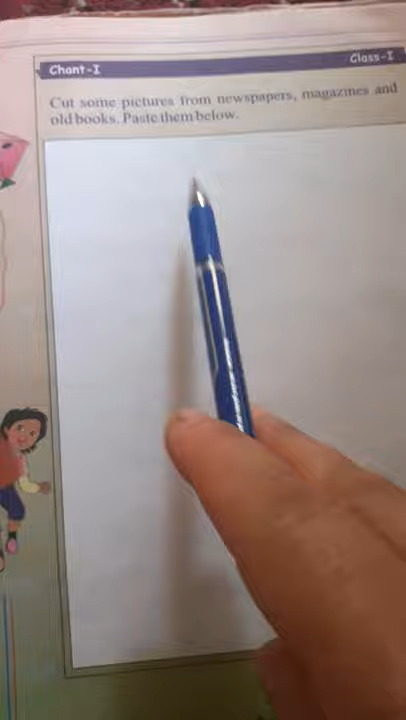 Chant-I
Class-I
Cut some pictures from newspapers, magazines and
old books. Paste them below.